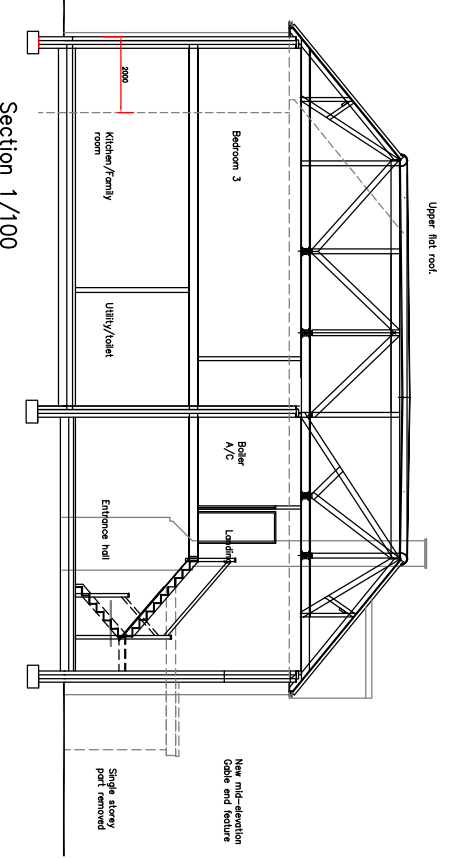 Upper flat roof.
Bedroom 3
Boiler
A/C
Landing
New mid-elevation
Gable end feature
2000
Kitchen/Family
room
Utility/toilet
Entrance hall
Single storey
part removed
Section 1/100